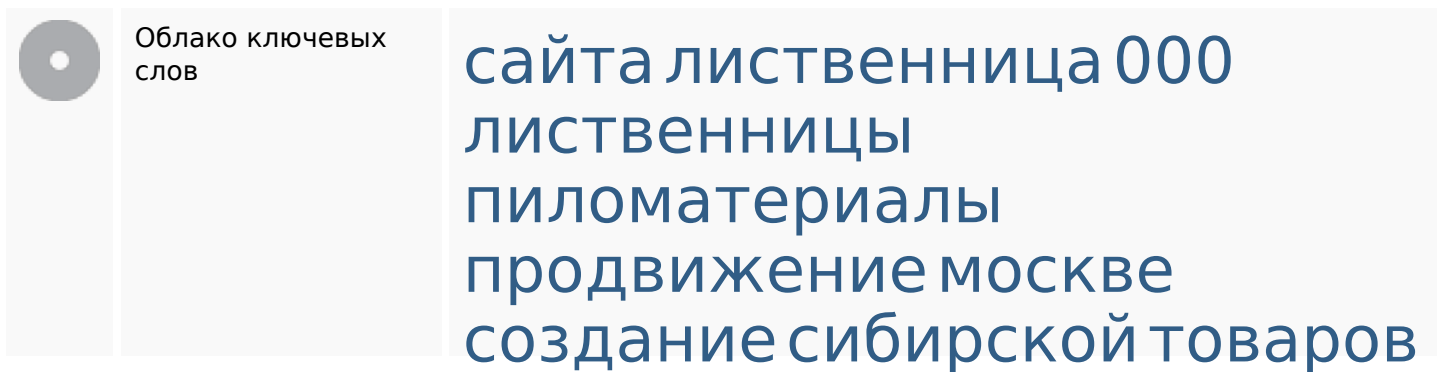 Облако ключевых
слов
сайта лиственница 000
лиственницы
пиломатериалы
продвижение москве
создание сибирской товаров